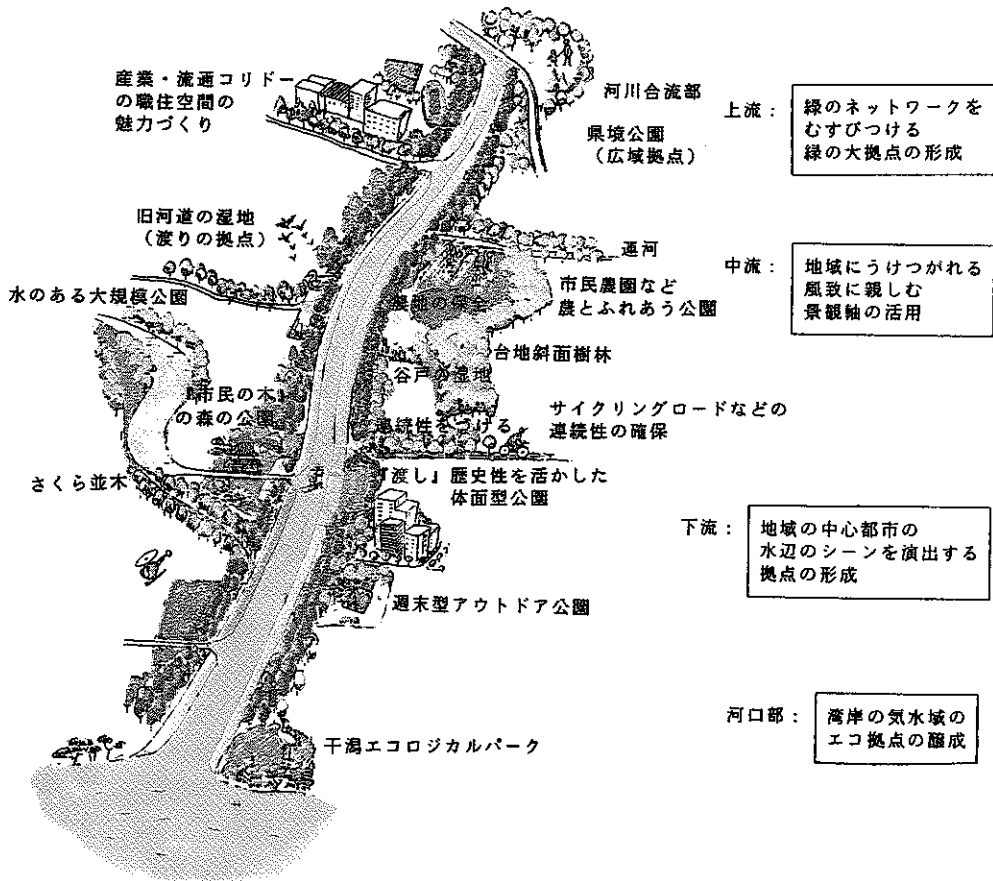 産業・流通コリドー
の職住空間の
魅力づくり
河川合流部
県境公園
（広域拠点）
上流：
緑のネットワークを
むすびつける
緑の大拠点の形成
旧河道の湿地
（渡りの拠点）
運河
中流：
地域にうけつがれる
風致に親しむ
景観軸の活用
水のある大規模公園
の保全
市民農園など
農とふれあう公園
台地斜面樹林
谷戸の湿地
『市民の木』
の森の公園
連続性をつける
サイクリングロードなどの
連続性の確保
さくら並木
『渡し』歴史性を活かした
体面型公園
下流：
地域の中心都市の
水辺のシーンを演出する
拠点の形成
週末型アウトドア公園
河口部：
湾岸の気水域の
エコ拠点の醸成
干潟エコロジカルパーク